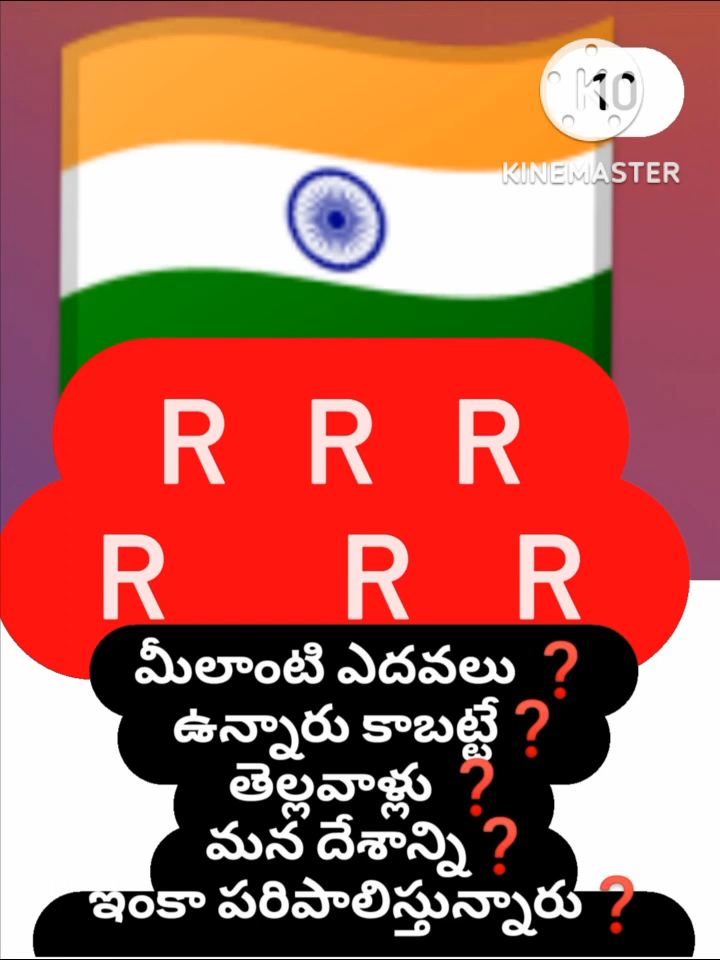 10
KINEMASTER
R R R
R R R
మీలాంటి ఎదవలు ❓
ఉన్నారు కాబట్టే ❓
తెల్లవాళ్లు ❓
మన దేశాన్ని ❓
ఇంకా పరిపాలిస్తున్నారు ❓